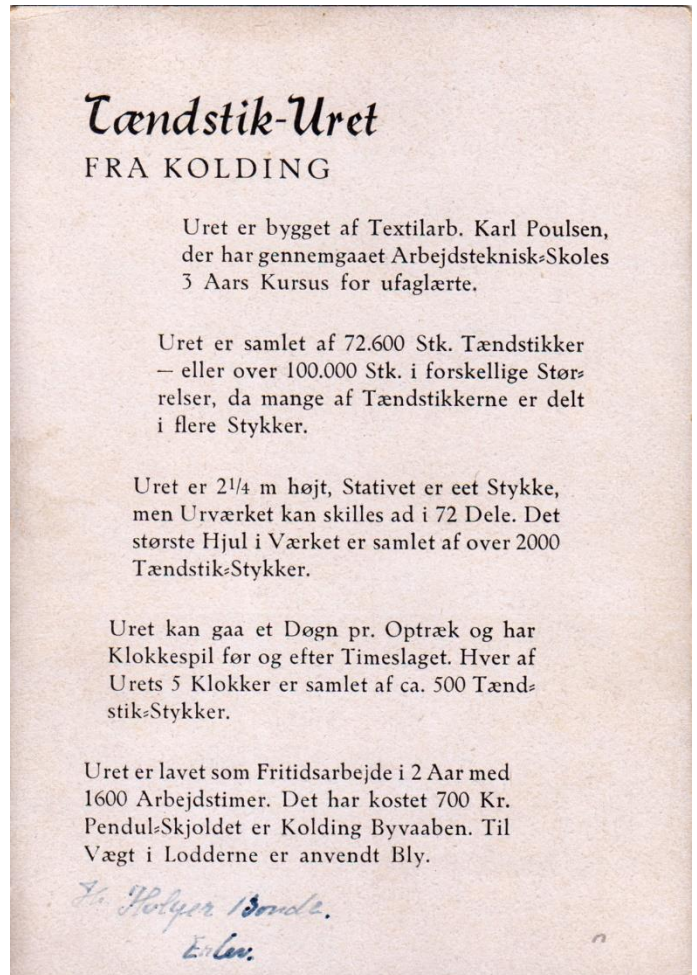 Tændstik-Uret
FRA KOLDING
Uret er bygget af Textilarb. Karl Poulsen,
der har gennemgaaet Arbejdsteknisk-Skoles
3 Aars Kursus for ufaglærte.
Uret er samlet af 72.600 Stk. Tændstikker
— eller over 100.000 Stk. i forskellige Stør-
relser, da mange af Tændstikkerne er delt
i flere Stykker.
Uret er 2¹/4 m højt, Stativet er eet Stykke,
men Urværket kan skilles ad i 72 Dele. Det
største Hjul i Værket er samlet af over 2000
Tændstik-Stykker.
Uret kan gaa et Døgn pr. Optræk og har
Klokkespil før og efter Timeslaget. Hver af
Urets 5 Klokker er samlet af ca. 500 Tænd-
stik-Stykker.
Uret er lavet som Fritidsarbejde i 2 Aar med
1600 Arbejdstimer. Det har kostet 700 Kr.
Pendul-Skjoldet er Kolding Byvaaben. Til
Vægt i Lodderne er anvendt Bly.
Hr. Holger Bonde.
Erlev.